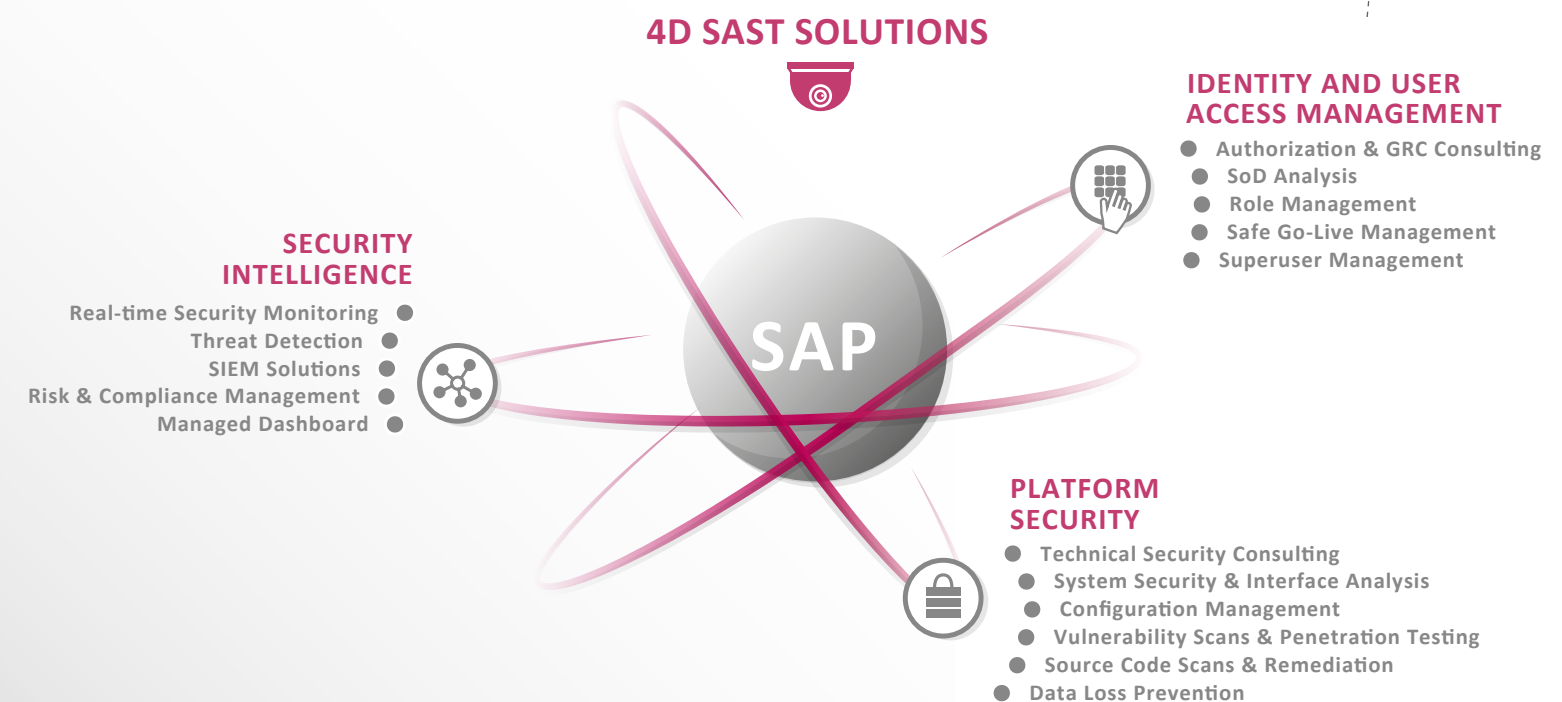 4D SAST SOLUTIONS
IDENTITY AND USER
ACCESS MANAGEMENT
Authorization & GRC Consulting
SoD Analysis
Role Management
Safe Go-Live Management
Superuser Management
SECURITY
INTELLIGENCE
Real-time Security Monitoring
Threat Detection
SIEM Solutions
Risk & Compliance Management
Managed Dashboard
SAP
PLATFORM
SECURITY
Technical Security Consulting
System Security & Interface Analysis
Configuration Management
Vulnerability Scans & Penetration Testing
Source Code Scans & Remediation
Data Loss Prevention